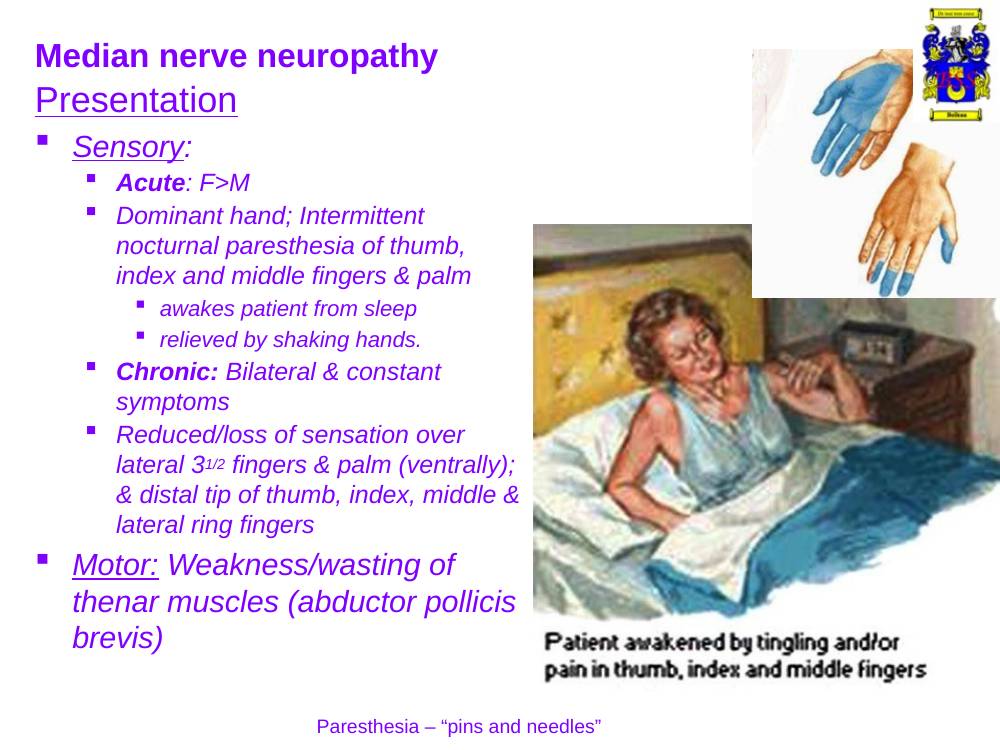 Median nerve neuropathy
Presentation
Sensory:
Acute: F>M
Dominant hand; Intermittent
nocturnal paresthesia of thumb,
index and middle fingers & palm
awakes patient from sleep
relieved by shaking hands.
Chronic: Bilateral & constant
symptoms
Reduced/loss of sensation over
lateral 31/2 fingers & palm (ventrally);
& distal tip of thumb, index, middle &
lateral ring fingers
Motor: Weakness/wasting of
thenar muscles (abductor pollicis
brevis)
Patient awakened by tingling and/or
pain in thumb, index and middle fingers
Paresthesia – “pins and needles”